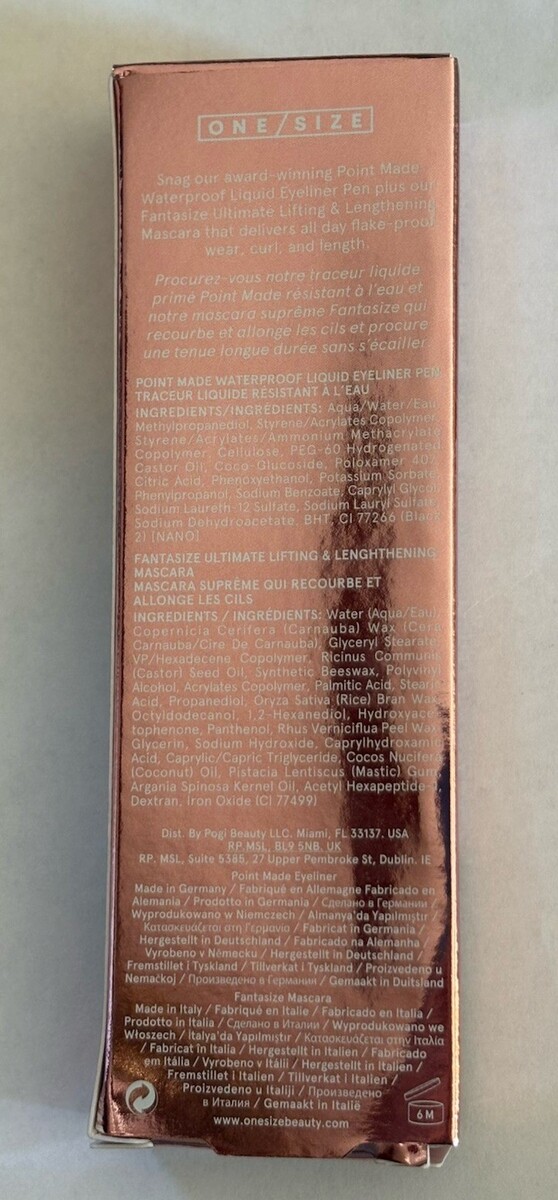 ONE/SIZE
Snag our award-winning Point Made
Waterproof Liquid Eyeliner Pen plus our
Fantasize Ultimate Lifting & Lengthening
Mascara that delivers all day flake-proof
wear, curl, and length.
Procurez-vous notre traceur liquide
primé Point Made résistant à l'eau et
notre mascara suprême Fantasize qui
recourbe et allonge les cils et procure
une tenue longue durée sans s'écailler.
POINT MADE WATERPROOF LIQUID EYELINER PEN
TRACEUR LIQUIDE RÉSISTANT À L'EAU
INGREDIENTS/INGRÉDIENTS: Aqua/Water/Eau,
Methylpropanediol, Styrene/Acrylates Copolymer,
Styrene/Acrylates/Ammonium Methacrylate
Copolymer, Cellulose, PEG-60 Hydrogenated
Castor Oil, Coco-Glucoside, Poloxamer 407,
Citric Acid, Phenoxyethanol, Potassium Sorbate,
Phenylpropanol, Sodium Benzoate, Caprylyl Glycol,
Sodium Laureth-12 Sulfate, Sodium Lauryl Sulfate,
Sodium Dehydroacetate, BHT, CI 77266 (Black
2) [NANO]
FANTASIZE ULTIMATE LIFTING & LENGHTHENING
MASCARA
MASCARA SUPRÊME QUI RECOURBE ET
ALLONGE LES CILS
INGREDIENTS / INGRÉDIENTS: Water (Aqua/Eau),
Copernicia Cerifera (Carnauba) Wax (Cera
Carnauba/Cire De Carnauba), Glyceryl Stearate,
VP/Hexadecene Copolymer, Ricinus Communis
(Castor) Seed Oil, Synthetic Beeswax, Polyvinyl
Alcohol, Acrylates Copolymer, Palmitic Acid, Stearic
Acid, Propanediol, Oryza Sativa (Rice) Bran Wax,
Octyldodecanol, 1,2-Hexanediol, Hydroxyace-
tophenone, Panthenol, Rhus Verniciflua Peel Wax,
Glycerin, Sodium Hydroxide, Caprylhydroxamic
Acid, Caprylic/Capric Triglyceride, Cocos Nucifera
(Coconut) Oil, Pistacia Lentiscus (Mastic) Gum,
Argania Spinosa Kernel Oil, Acetyl Hexapeptide-1,
Dextran, Iron Oxide (CI 77499)
Dist. By Pogi Beauty LLC. Miami, FL 33137. USA
RP.MSL, BL9 5NB. UK
RP, MSL, Suite 5385, 27 Upper Pembroke St, Dublin. IE
Point Made Eyeliner
Made in Germany / Fabriqué en Allemagne Fabricado en
Alemania / Prodotto in Germania / Сделано в Германии /
Wyprodukowano w Niemczech / Almanya'da Yapılmıştır /
Κατασκευάζεται στη Γερμανία / Fabricat in Germania /
Hergestellt in Deutschland / Fabricado na Alemanha /
Vyrobeno v Německu / Hergestellt in Deutschland /
Fremstillet i Tyskland / Tillverkat i Tyskland / Proizvedeno u
Nemačkoj / Произведено в Германии / Gemaakt in Duitsland
Fantasize Mascara
Made in Italy / Fabriqué en Italie / Fabricado en Italia /
Prodotto in Italia / Сделано в Италии / Wyprodukowano we
Włoszech / İtalya'da Yapılmıştır / Κατασκευάζεται στην Ιταλία
/ Fabricat în Italia / Hergestellt in Italien / Fabricado
em Itália / Vyrobeno v Itálii / Hergestellt in Italien /
Fremstillet i Italien / Tillverkat i Italien /
Proizvedeno u Italiji / Произведено
в Италия / Gemaakt in Italië
6 M
www.onesizebeauty.com